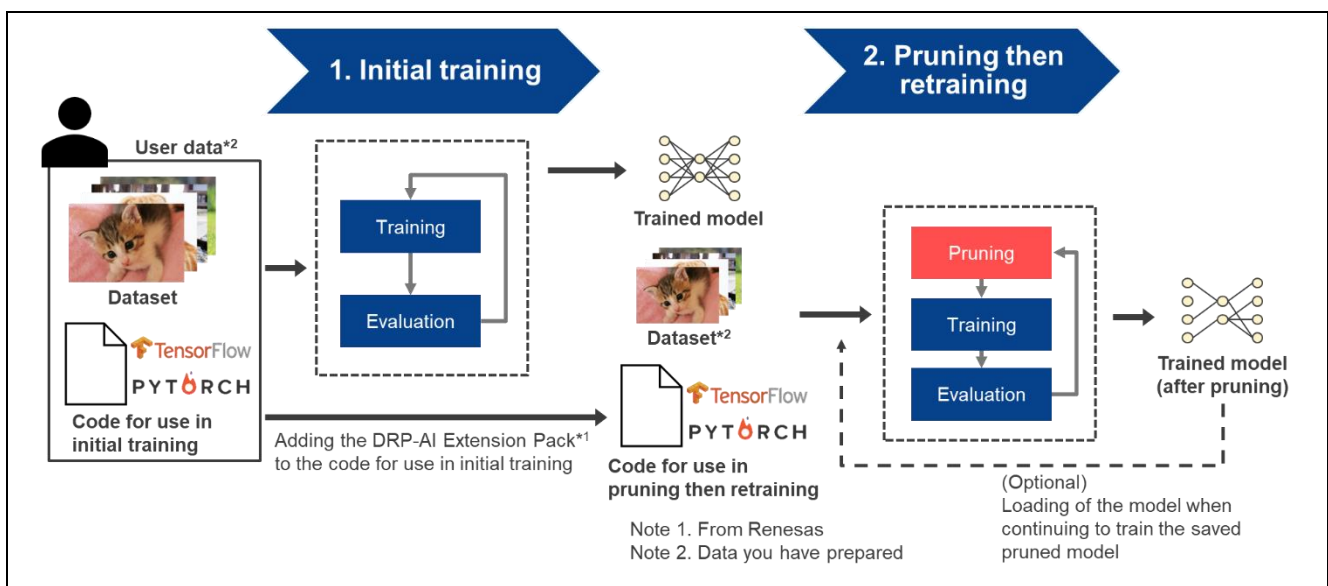 1. Initial training
2. Pruning then
retraining
User data*2
Dataset
TensorFlow
PYTORCH
Code for use in
initial training
Training
Evaluation
Adding the DRP-AI Extension Pack*1
to the code for use in initial training
Trained model
Dataset*2
TensorFlow
PYTORCH
Code for use in
pruning then retraining
Note 1. From Renesas
Note 2. Data you have prepared
Pruning
Training
Evaluation
Trained model
(after pruning)
(Optional)
Loading of the model when
continuing to train the saved
pruned model